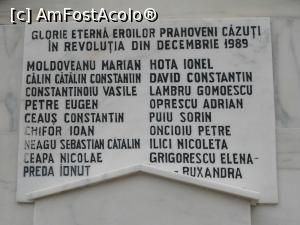 [c] AmFostAcolo®
GLORIE ETERNĂ EROILOR PRAHOVENI CĂZUȚI
ÎN REVOLUȚIA DIN DECEMBRIE 1989
MOLDOVEANU MARIAN
CĂLIN CĂTĂLIN CONSTANTIN
CONSTANTINOIU VASILE
PETRE EUGEN
CEAUȘ CONSTANTIN
CHIFOR IOAN
NEAGU SEBASTIAN CĂTĂLIN
CEAPA NICOLAE
PREDA IONUȚ
HOTA IONEL
DAVID CONSTANTIN
LAMBRU GOMOESCU
OPRESCU ADRIAN
PUIU SORIN
ONCIOIU PETRE
ILICI NICOLETA
GRIGORESCU ELENA-
- RUXANDRA